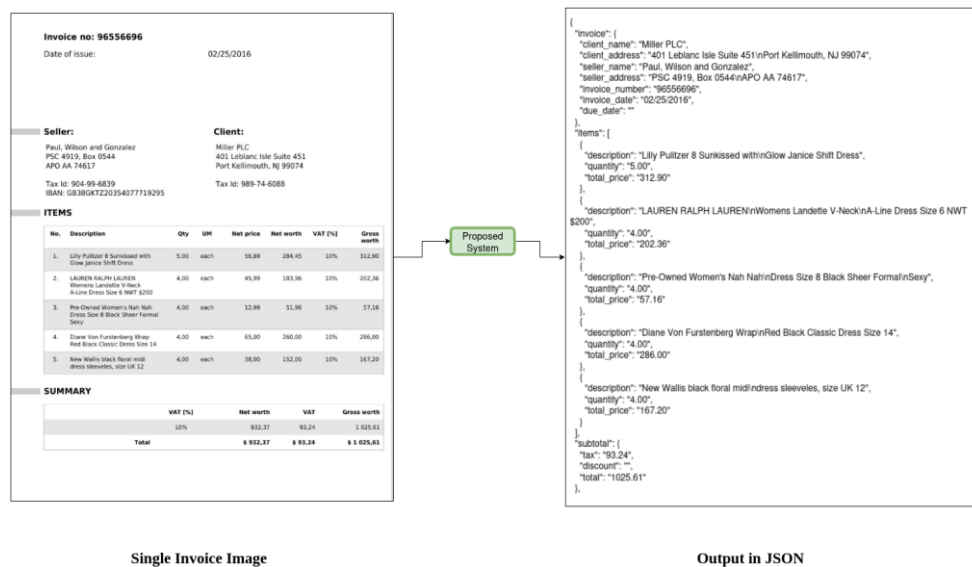 Invoice no: 96556696
Date of issue: 02/25/2016
Seller: Client:
Paul, Wilson and Gonzalez Miller PLC
PSC 4919, Box 0544 401 Leblanc Isle Suite 451
APO AA 74617 Port Kellimouth, NJ 99074
Tax Id: 904-99-6839 Tax Id: 989-74-6088
IBAN: GB38GKTZ20354077719295
ITEMS
No. Description Qty UM Net price Net worth VAT [%] Gross
worth
1. Lilly Pulitzer 8 Sunkissed with 5,00 each 56,89 284,45 10% 312,90
Glow Janice Shift Dress
2. LAUREN RALPH LAUREN 4,00 each 45,99 183,96 10% 202,36
Womens Landette V-Neck
A-Line Dress Size 6 NWT $200
3. Pre-Owned Women's Nah Nah 4,00 each 12,99 51,96 10% 57,16
Dress Size 8 Black Sheer Formal
Sexy
4. Diane Von Furstenberg Wrap 4,00 each 65,00 260,00 10% 286,00
Red Black Classic Dress Size 14
5. New Wallis black floral midi 4,00 each 38,00 152,00 10% 167,20
dress sleeveles, size UK 12
SUMMARY
VAT [%] Net worth VAT Gross worth
10% 932,37 93,24 1 025,61
Total $ 932,37 $ 93,24 $ 1 025,61
Proposed
System
{
"invoice": {
"client_name": "Miller PLC",
"client_address": "401 Leblanc Isle Suite 451\nPort Kellimouth, NJ 99074",
"seller_name": "Paul, Wilson and Gonzalez",
"seller_address": "PSC 4919, Box 0544\nAPO AA 74617",
"invoice_number": "96556696",
"invoice_date": "02/25/2016",
"due_date": ""
},
"items": [
{
"description": "Lilly Pulitzer 8 Sunkissed with\nGlow Janice Shift Dress",
"quantity": "5.00",
"total_price": "312.90"
},
{
"description": "LAUREN RALPH LAUREN\nWomens Landette V-Neck\nA-Line Dress Size 6 NWT
$200",
"quantity": "4.00",
"total_price": "202.36"
},
{
"description": "Pre-Owned Women's Nah Nah\nDress Size 8 Black Sheer Formal\nSexy",
"quantity": "4.00",
"total_price": "57.16"
},
{
"description": "Diane Von Furstenberg Wrap\nRed Black Classic Dress Size 14",
"quantity": "4.00",
"total_price": "286.00"
},
{
"description": "New Wallis black floral midi\ndress sleeveles, size UK 12",
"quantity": "4.00",
"total_price": "167.20"
}
],
"subtotal": {
"tax": "93.24",
"discount": "",
"total": "1025.61"
},
Single Invoice Image
Output in JSON